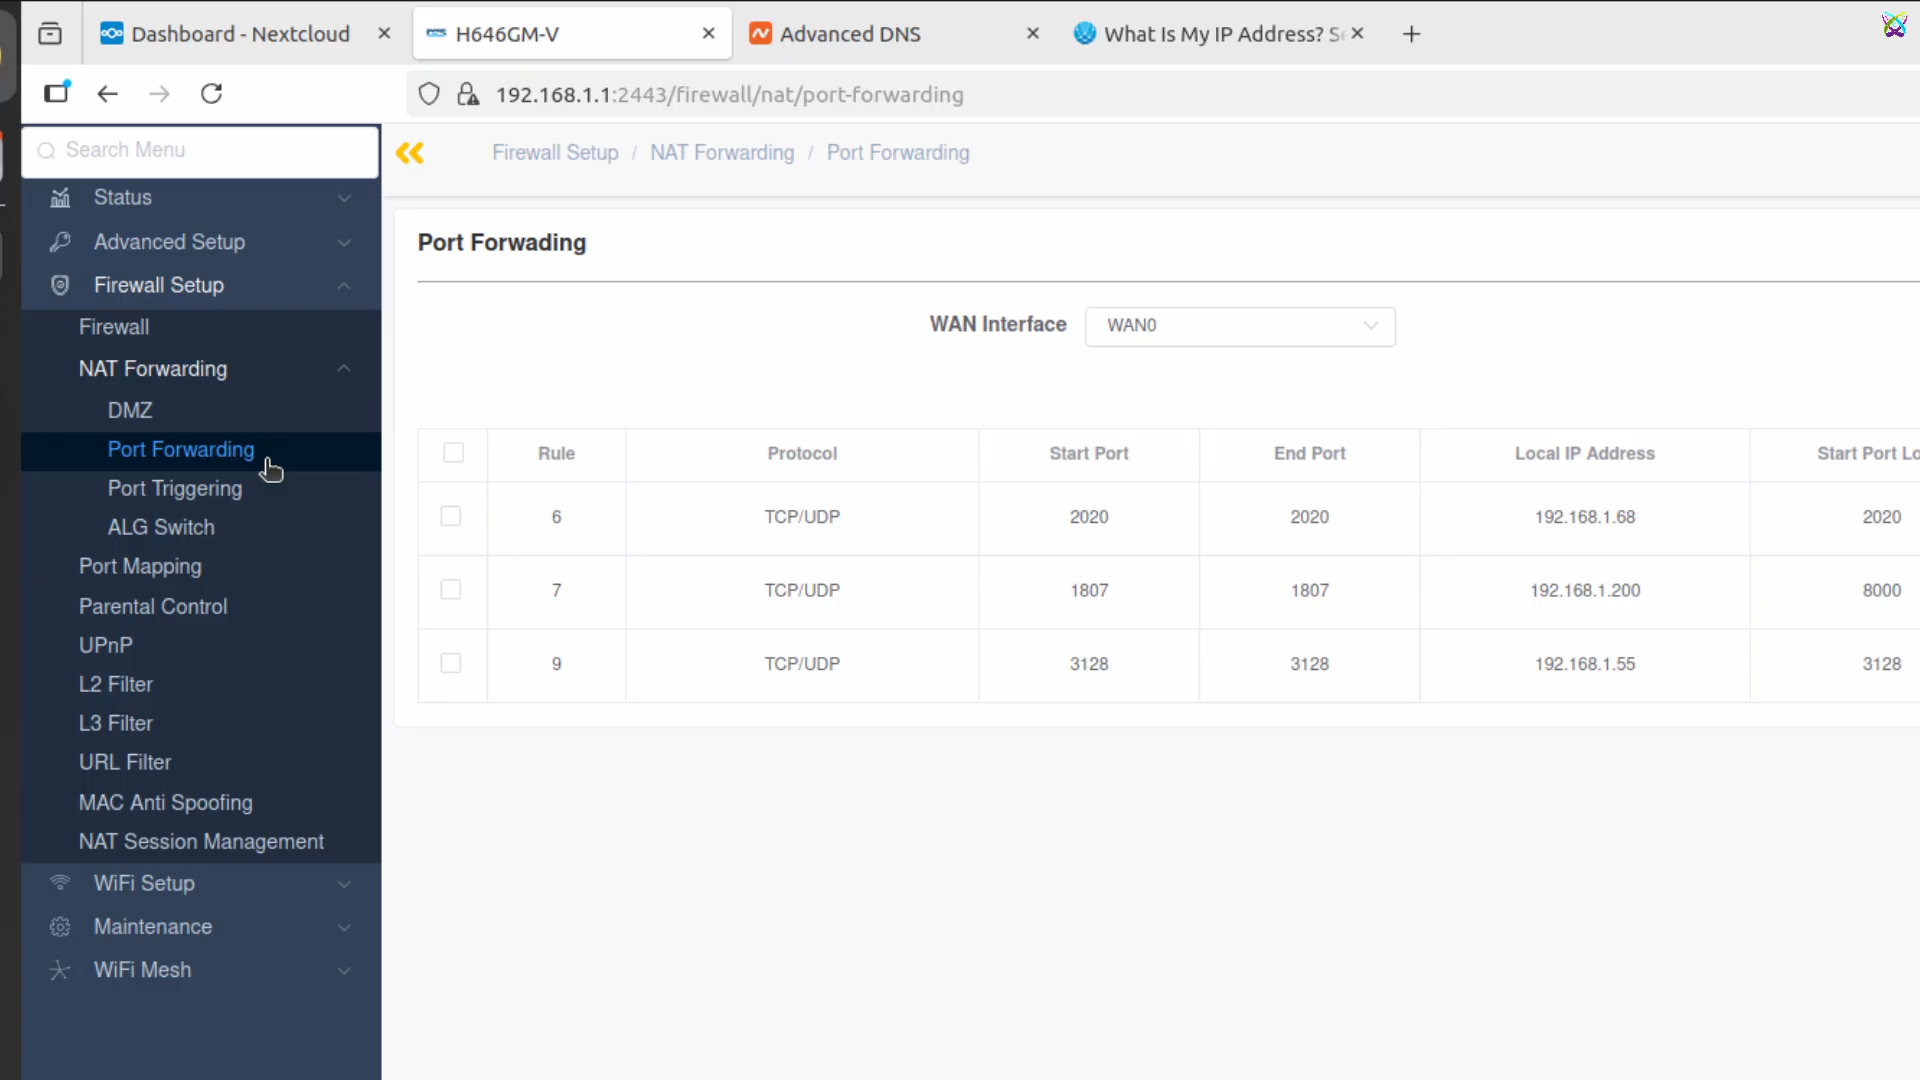 Dashboard - Nextcloud
H646GM-V
Advanced DNS
What Is My IP Address? Se
192.168.1.1:2443/firewall/nat/port-forwarding
Search Menu
Firewall Setup / NAT Forwarding / Port Forwarding
Status
Advanced Setup
Firewall Setup
Firewall
NAT Forwarding
DMZ
Port Forwarding
Port Triggering
ALG Switch
Port Mapping
Parental Control
UPnP
L2 Filter
L3 Filter
URL Filter
MAC Anti Spoofing
NAT Session Management
WiFi Setup
Maintenance
WiFi Mesh
Port Forwading
WAN Interface WAN0
Rule Protocol Start Port End Port Local IP Address Start Port Lo
6 TCP/UDP 2020 2020 192.168.1.68 2020
7 TCP/UDP 1807 1807 192.168.1.200 8000
9 TCP/UDP 3128 3128 192.168.1.55 3128